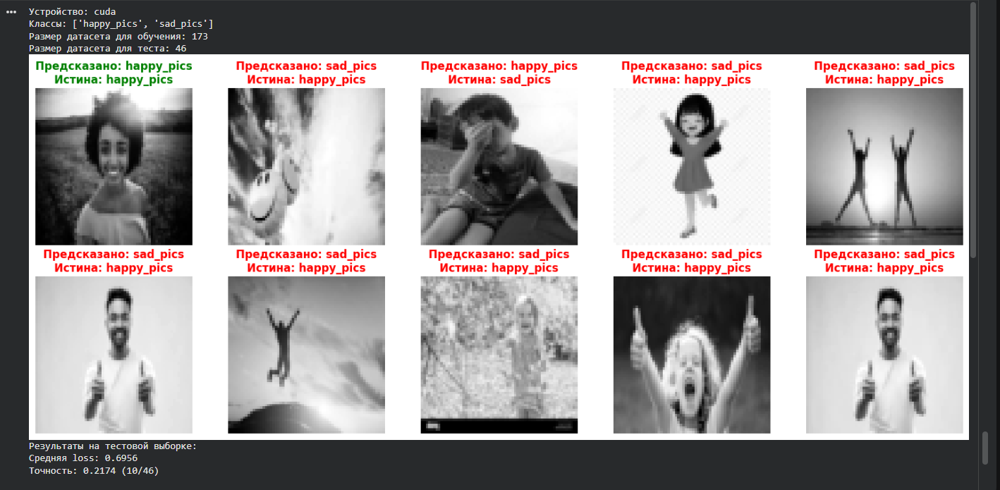 Устройство: cuda
Классы: ['happy_pics', 'sad_pics']
Размер датасета для обучения: 173
Размер датасета для теста: 46
Предсказано: happy_pics
Истина: happy_pics
Предсказано: sad_pics
Истина: happy_pics
Предсказано: happy_pics
Истина: sad_pics
Предсказано: sad_pics
Истина: happy_pics
Предсказано: sad_pics
Истина: happy_pics
Предсказано: sad_pics
Истина: happy_pics
Предсказано: sad_pics
Истина: happy_pics
Предсказано: sad_pics
Истина: happy_pics
Предсказано: sad_pics
Истина: happy_pics
Предсказано: sad_pics
Истина: happy_pics
Результаты на тестовой выборке:
Средняя loss: 0.6956
Точность: 0.2174 (10/46)